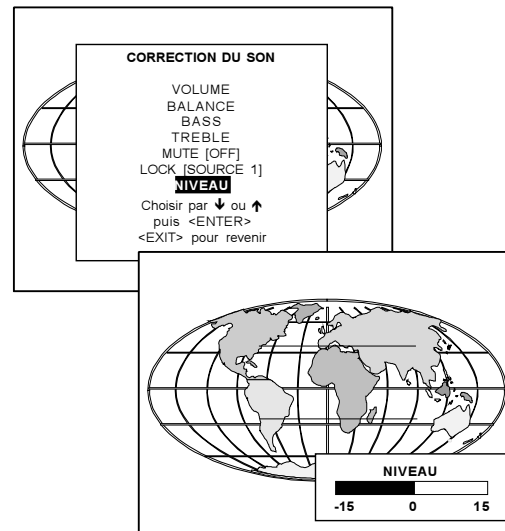 CORRECTION DU SON
VOLUME
BALANCE
BASS
TREBLE
MUTE [OFF]
LOCK [SOURCE 1]
NIVEAU
Choisir par ↓ ou ↑
puis <ENTER>
<EXIT> pour revenir
NIVEAU
-15 0 15